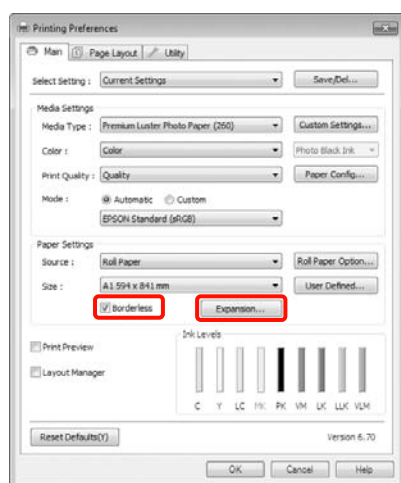 Printing Preferences
Main Page Layout Utility
Select Setting : Current Settings Save/Del...
Media Settings
Media Type : Premium Luster Photo Paper (260) Custom Settings...
Color : Color Photo Black Ink
Print Quality : Quality Paper Config...
Mode : Automatic Custom
EPSON Standard (sRGB)
Paper Settings
Source : Roll Paper Roll Paper Option...
Size : A1 594 x 841 mm User Defined...
Borderless Expansion...
Ink Levels
Print Preview
Layout Manager
C Y LC MK PK VM LK LLK VLM
Reset Defaults(Y) Version 6.70
OK Cancel Help